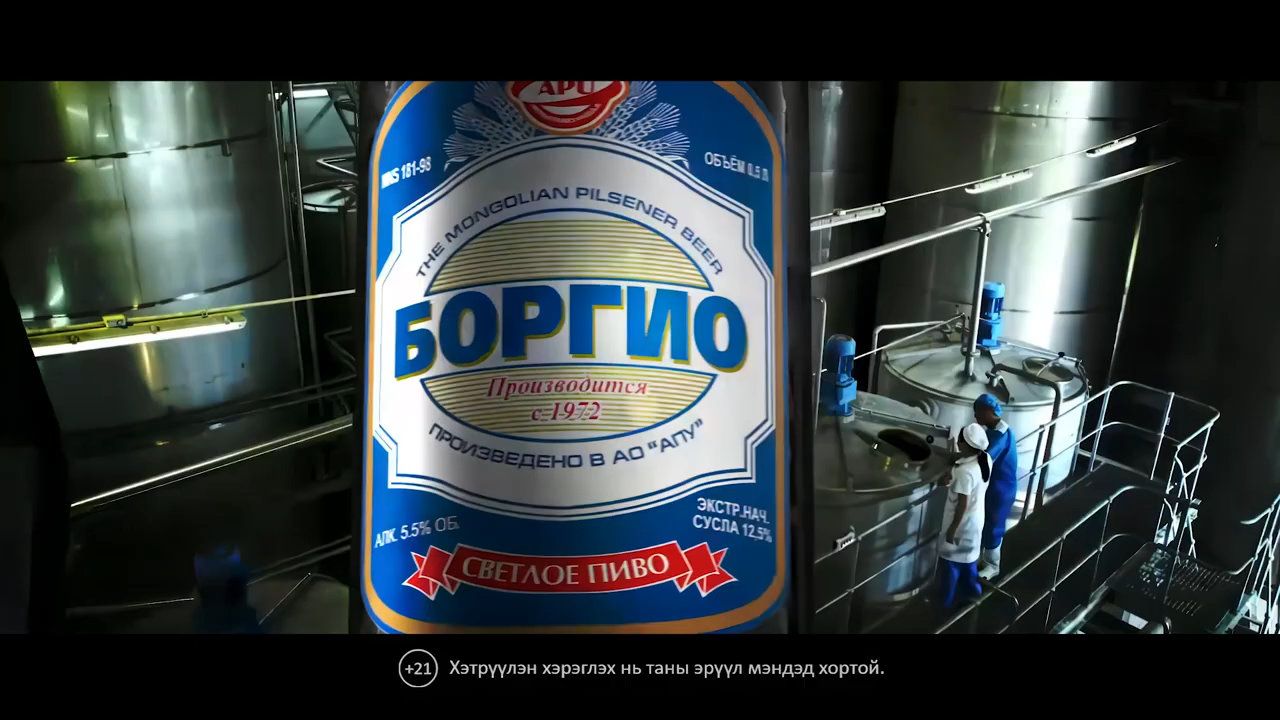 APU
MNS 181-98
ОБЪЁМ 0.5 Л
THE MONGOLIAN PILSENER BEER
БОРГИО
Производится
с 1972
ПРОИЗВЕДЕНО В АО "АПУ"
АЛК. 5.5% ОБ.
ЭКСТР.НАЧ.
СУСЛА 12,5%
СВЕТЛОЕ ПИВО
+21 Хэтрүүлэн хэрэглэх нь таны эрүүл мэндэд хортой.